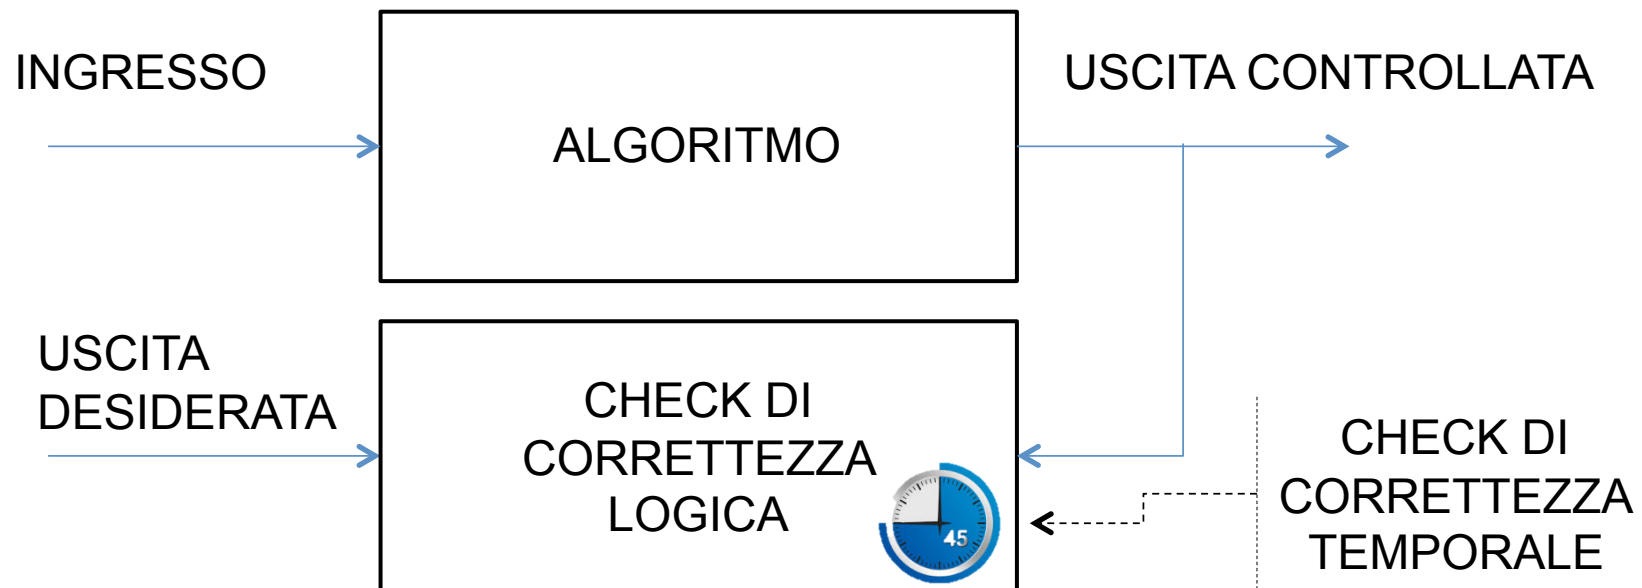 INGRESSO
USCITA CONTROLLATA
ALGORITMO
USCITA
DESIDERATA
CHECK DI
CORRETTEZZA
LOGICA
45
CHECK DI
CORRETTEZZA
TEMPORALE